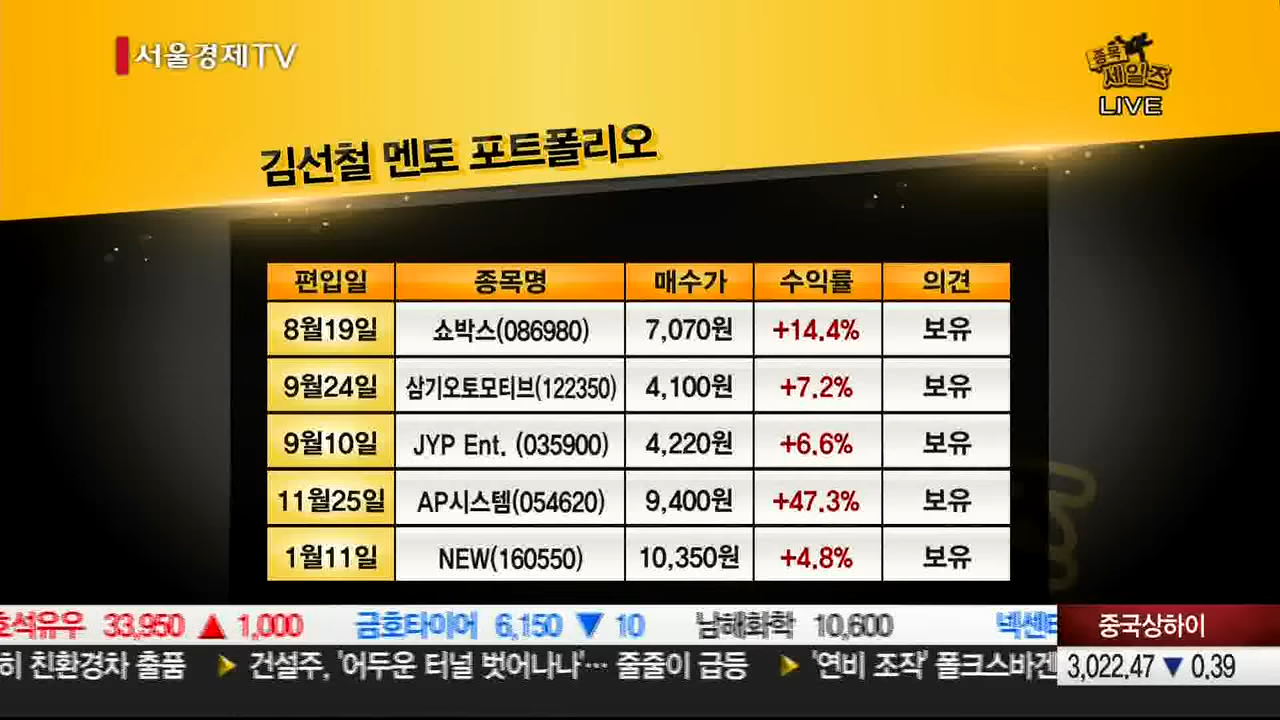 서울경제TV
종목
세일즈
LIVE
김선철 멘토 포트폴리오
편입일 종목명 매수가 수익률 의견
8월19일 쇼박스(086980) 7,070원 +14.4% 보유
9월24일 삼기오토모티브(122350) 4,100원 +7.2% 보유
9월10일 JYP Ent. (035900) 4,220원 +6.6% 보유
11월25일 AP시스템(054620) 9,400원 +47.3% 보유
1월11일 NEW(160550) 10,350원 +4.8% 보유
호석유우 33,950 ▲ 1,000 금호타이어 6,150 ▼ 10 남해화학 10,600 넥센타 중국상하이
히 친환경차 출품 ▶ 건설주, '어두운 터널 벗어나나'… 줄줄이 급등 ▶ '연비 조작' 폴크스바겐 3,022.47 ▼ 0.39